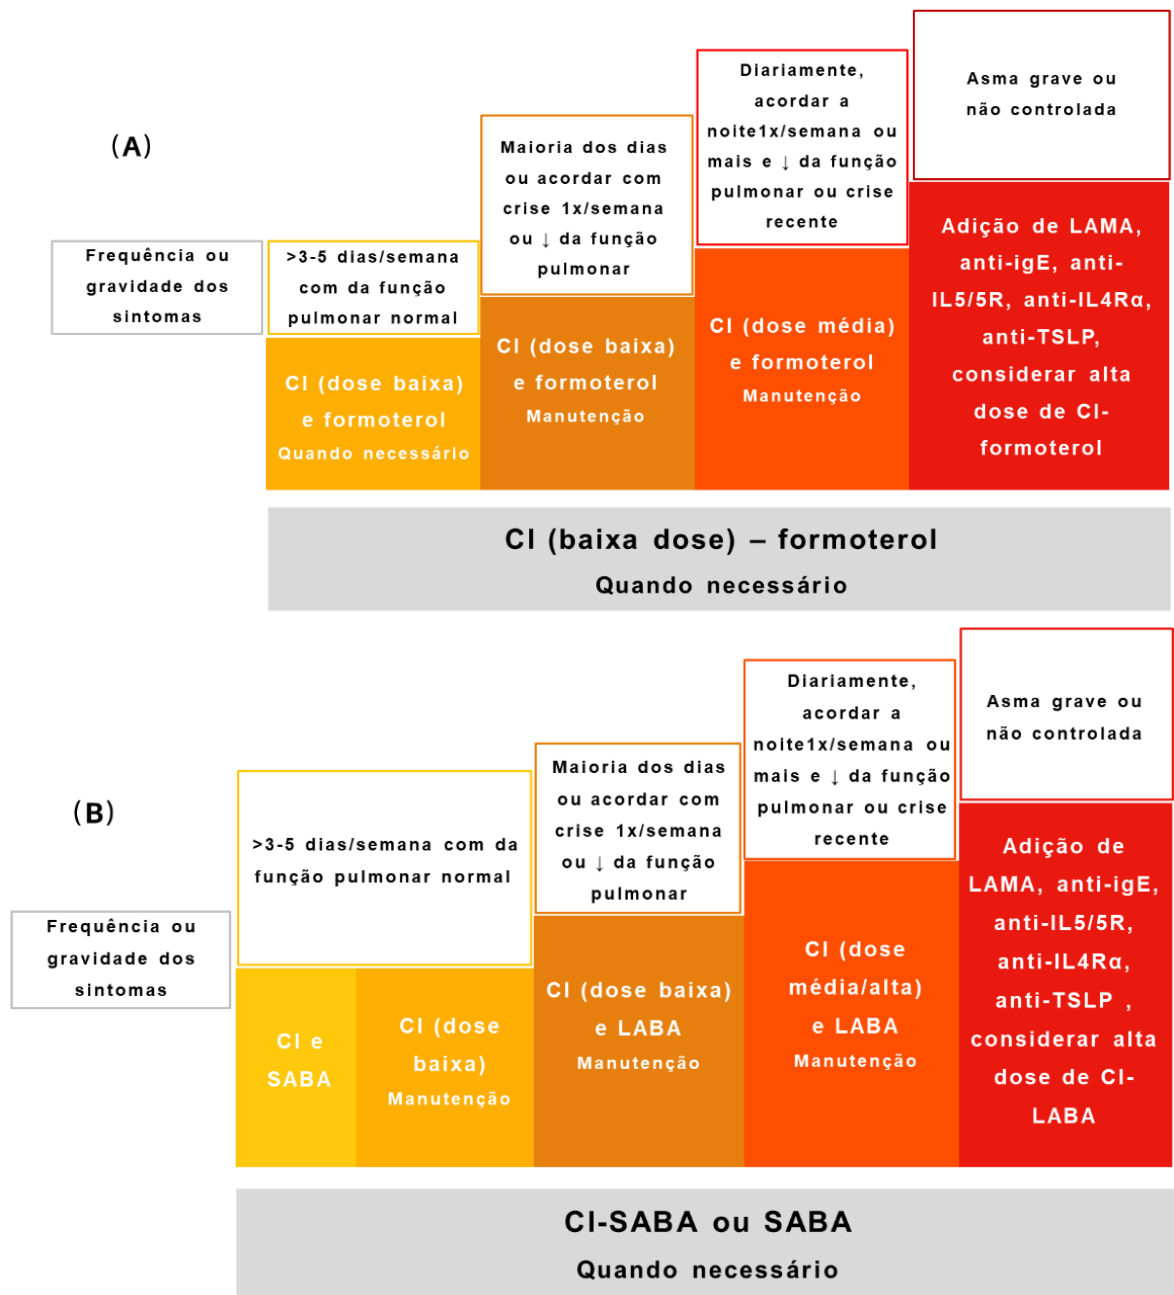 (A)
Frequência ou
gravidade dos
sintomas
>3-5 dias/semana
com da função
pulmonar normal
CI (dose baixa)
e formoterol
Quando necessário
Maioria dos dias
ou acordar com
crise 1x/semana
ou ↓ da função
pulmonar
CI (dose baixa)
e formoterol
Manutenção
Diariamente,
acordar a
noite1x/semana ou
mais e ↓ da função
pulmonar ou crise
recente
CI (dose média)
e formoterol
Manutenção
Asma grave ou
não controlada
Adição de LAMA,
anti-igE, anti-
IL5/5R, anti-IL4Rα,
anti-TSLP,
considerar alta
dose de CI-
formoterol
CI (baixa dose) – formoterol
Quando necessário
(B)
Frequência ou
gravidade dos
sintomas
>3-5 dias/semana com da
função pulmonar normal
CI e
SABA
CI (dose
baixa)
Manutenção
Maioria dos dias
ou acordar com
crise 1x/semana
ou ↓ da função
pulmonar
CI (dose baixa)
e LABA
Manutenção
Diariamente,
acordar a
noite1x/semana ou
mais e ↓ da função
pulmonar ou crise
recente
CI (dose
média/alta)
e LABA
Manutenção
Asma grave ou
não controlada
Adição de
LAMA, anti-igE,
anti-IL5/5R,
anti-IL4Rα,
anti-TSLP ,
considerar alta
dose de CI-
LABA
CI-SABA ou SABA
Quando necessário